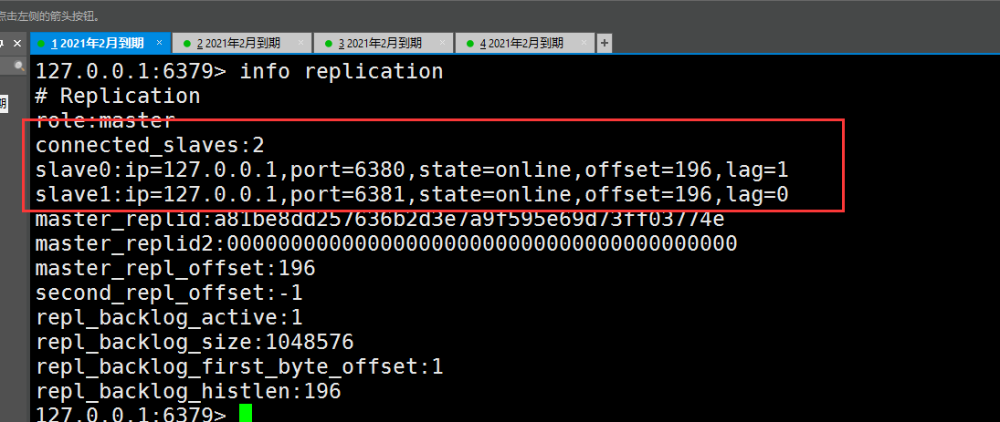 点击左侧的箭头按钮。
1 2021年2月到期 × 2 2021年2月到期 × 3 2021年2月到期 × 4 2021年2月到期 × +
期
127.0.0.1:6379> info replication
# Replication
role:master
connected_slaves:2
slave0:ip=127.0.0.1,port=6380,state=online,offset=196,lag=1
slave1:ip=127.0.0.1,port=6381,state=online,offset=196,lag=0
master_replid:a81be8dd257636b2d3e7a9f595e69d73ff03774e
master_replid2:0000000000000000000000000000000000000000
master_repl_offset:196
second_repl_offset:-1
repl_backlog_active:1
repl_backlog_size:1048576
repl_backlog_first_byte_offset:1
repl_backlog_histlen:196
127.0.0.1:6379>